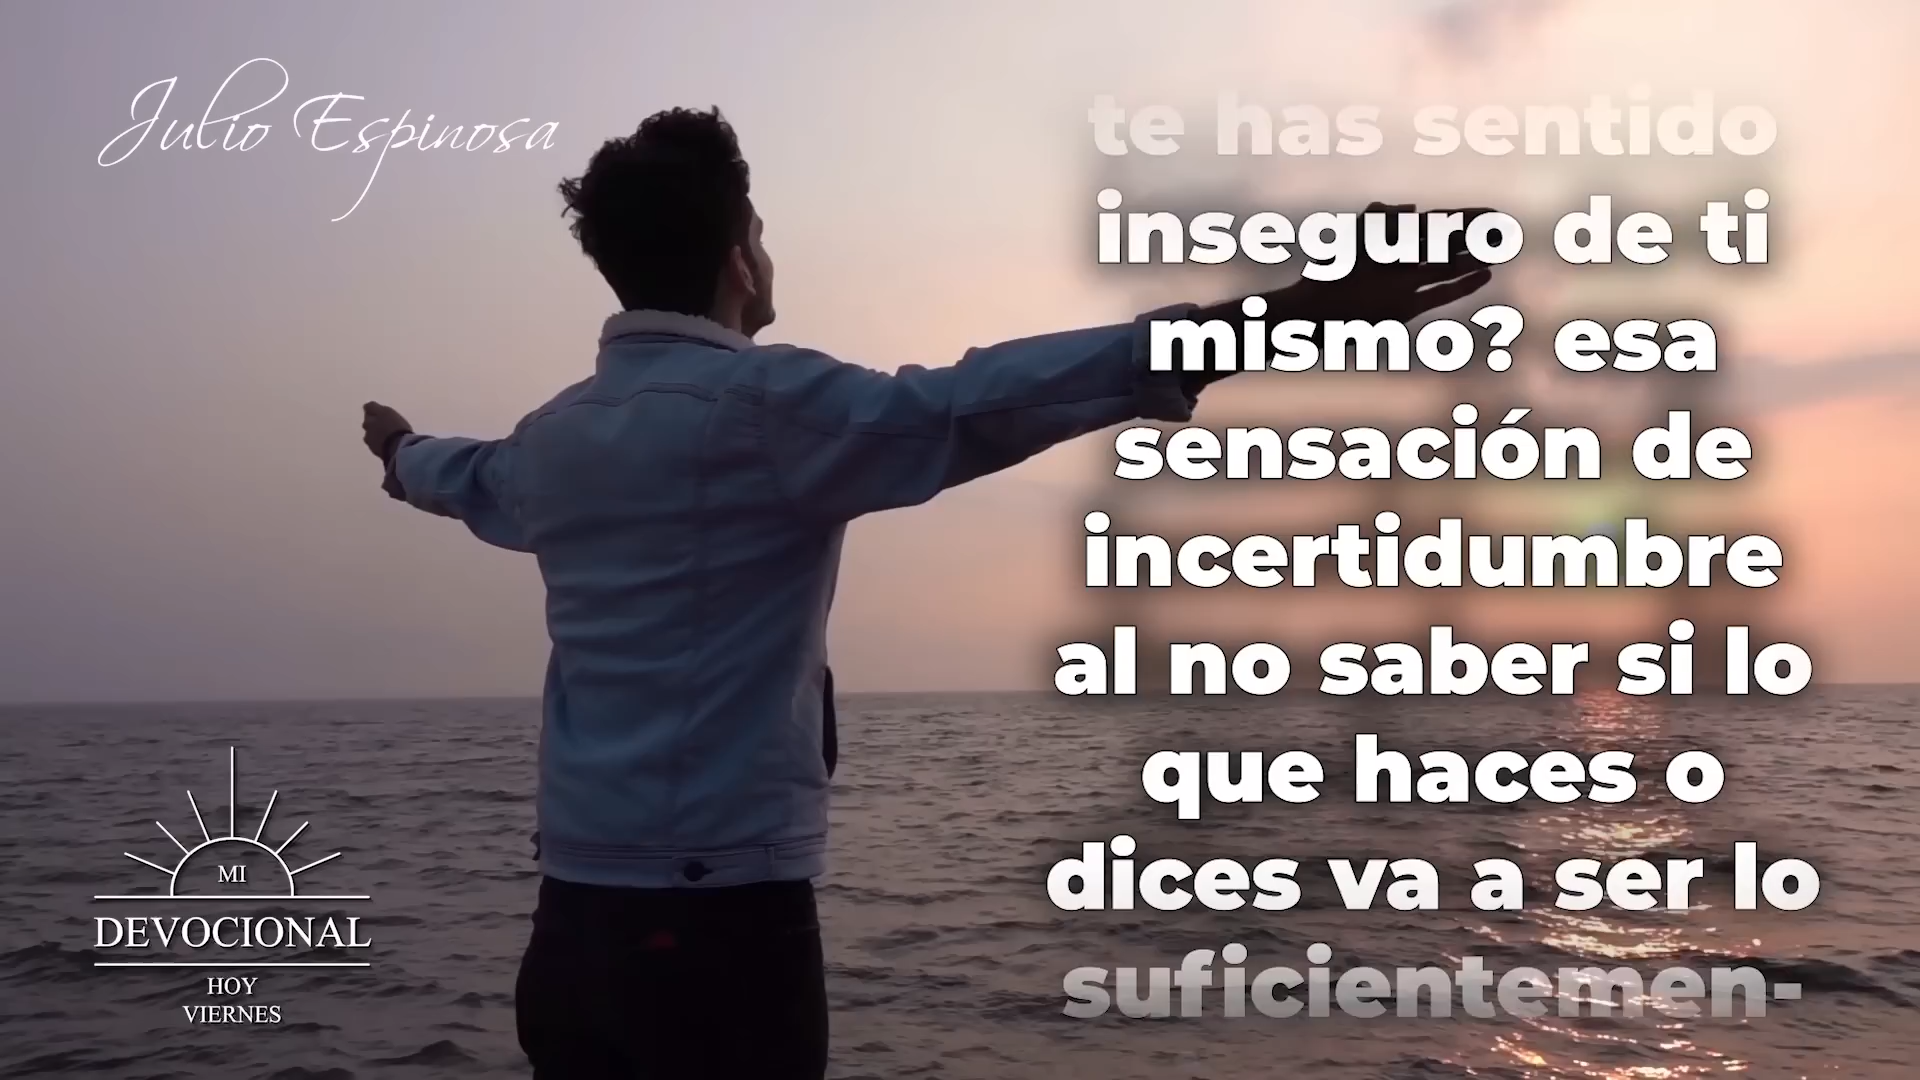 Julio Espinosa
te has sentido
inseguro de ti
mismo? esa
sensación de
incertidumbre
al no saber si lo
que haces o
dices va a ser lo
suficientemen-
MI
DEVOCIONAL
HOY
VIERNES